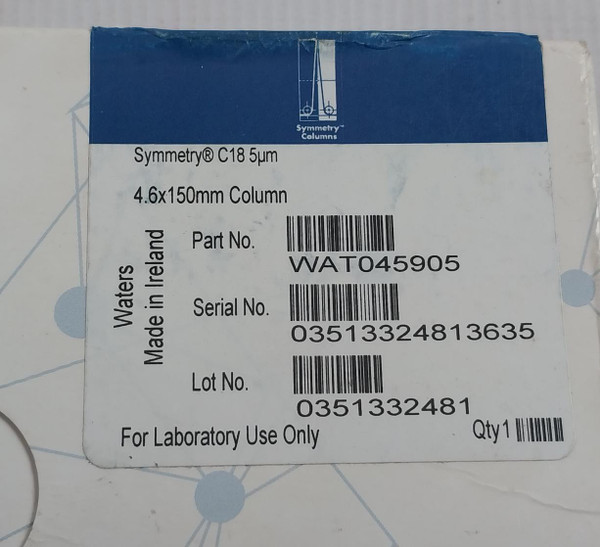 Symmetry™
Columns
Symmetry® C18 5µm
4.6x150mm Column
Waters
Made in Ireland
Part No.
WAT045905
Serial No.
03513324813635
Lot No.
0351332481
For Laboratory Use Only
Qty 1